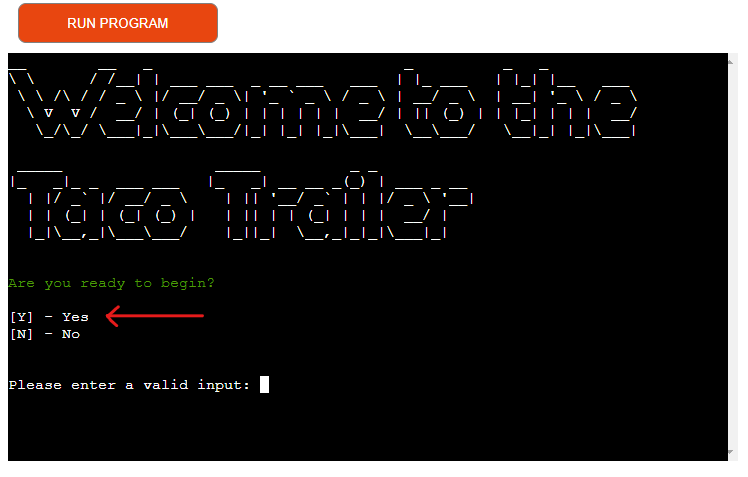 RUN PROGRAM
Welcome to the
Taco Trailer
Are you ready to begin?
[Y] - Yes
[N] - No
Please enter a valid input: